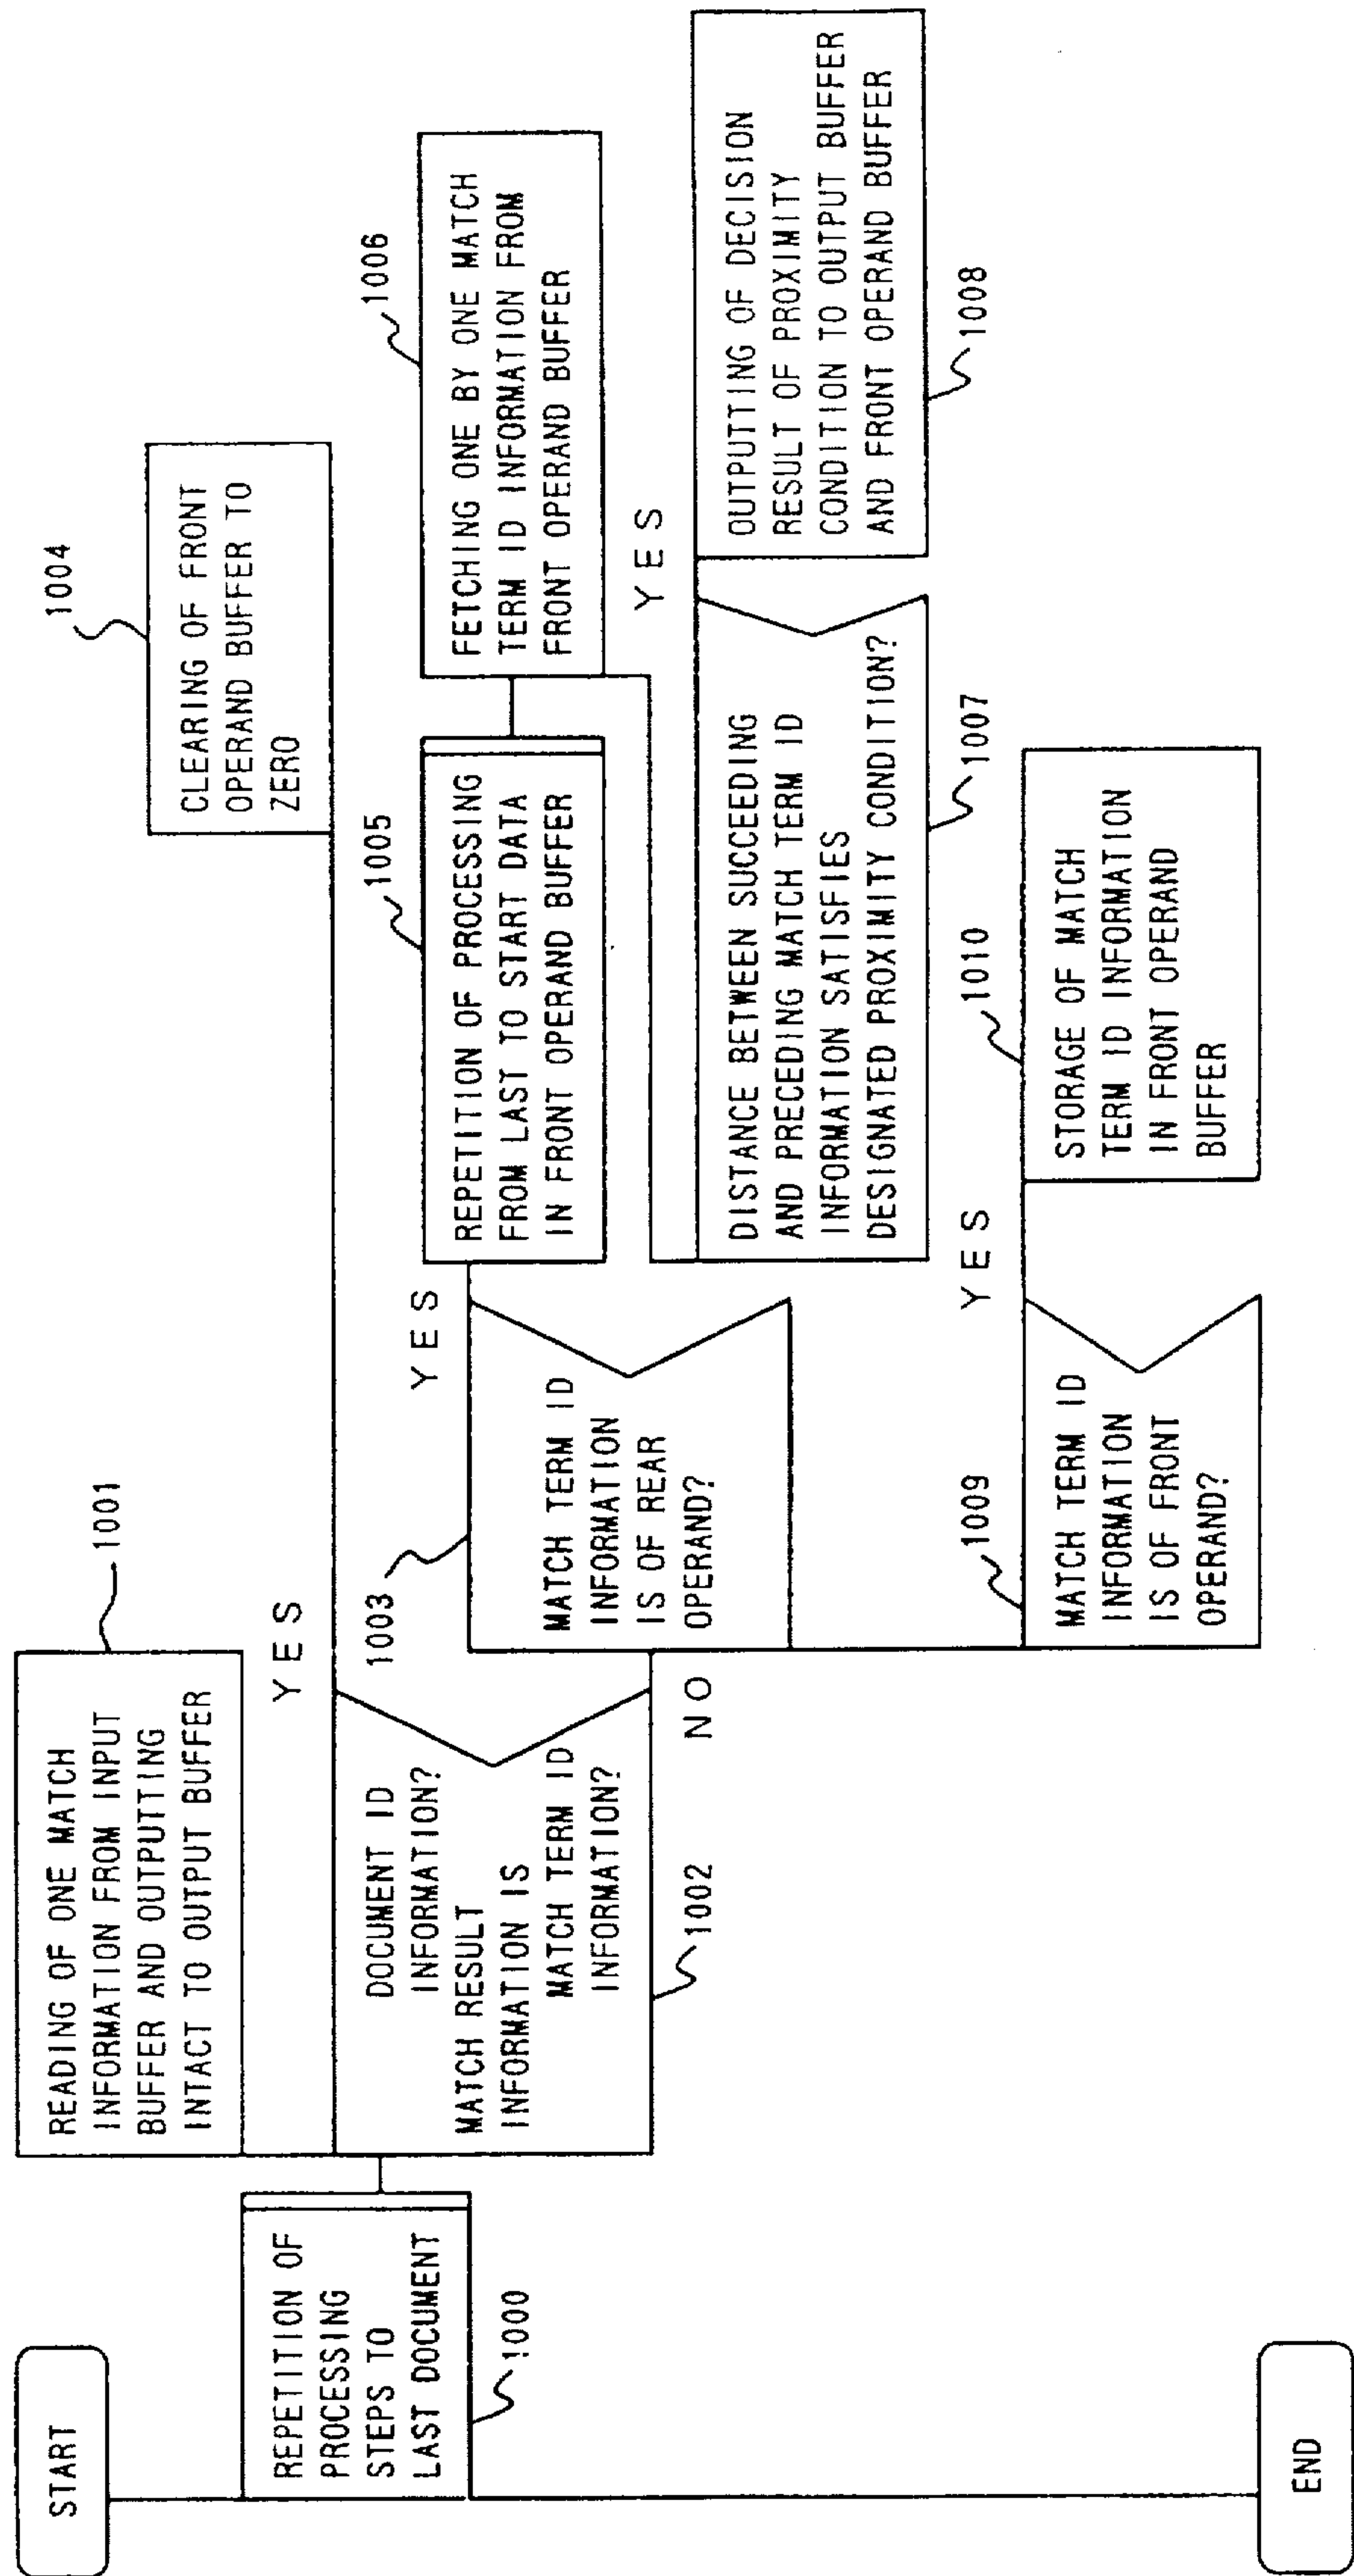 START
REPETITION OF
PROCESSING
STEPS TO
LAST DOCUMENT
1000
READING OF ONE MATCH
INFORMATION FROM INPUT
BUFFER AND OUTPUTTING
INTACT TO OUTPUT BUFFER
1001
YES
DOCUMENT ID
INFORMATION?
MATCH RESULT
INFORMATION IS
MATCH TERM ID
INFORMATION?
1002
NO
1004
CLEARING OF FRONT
OPERAND BUFFER TO
ZERO
1003
MATCH TERM ID
INFORMATION
IS OF REAR
OPERAND?
YES
1005
REPETITION OF PROCESSING
FROM LAST TO START DATA
IN FRONT OPERAND BUFFER
1006
FETCHING ONE BY ONE MATCH
TERM ID INFORMATION FROM
FRONT OPERAND BUFFER
YES
DISTANCE BETWEEN SUCCEEDING
AND PRECEDING MATCH TERM ID
INFORMATION SATISFIES
DESIGNATED PROXIMITY CONDITION?
1007
OUTPUTTING OF DECISION
RESULT OF PROXIMITY
CONDITION TO OUTPUT BUFFER
AND FRONT OPERAND BUFFER
1008
1009
MATCH TERM ID
INFORMATION
IS OF FRONT
OPERAND?
YES
1010
STORAGE OF MATCH
TERM ID INFORMATION
IN FRONT OPERAND
BUFFER
END